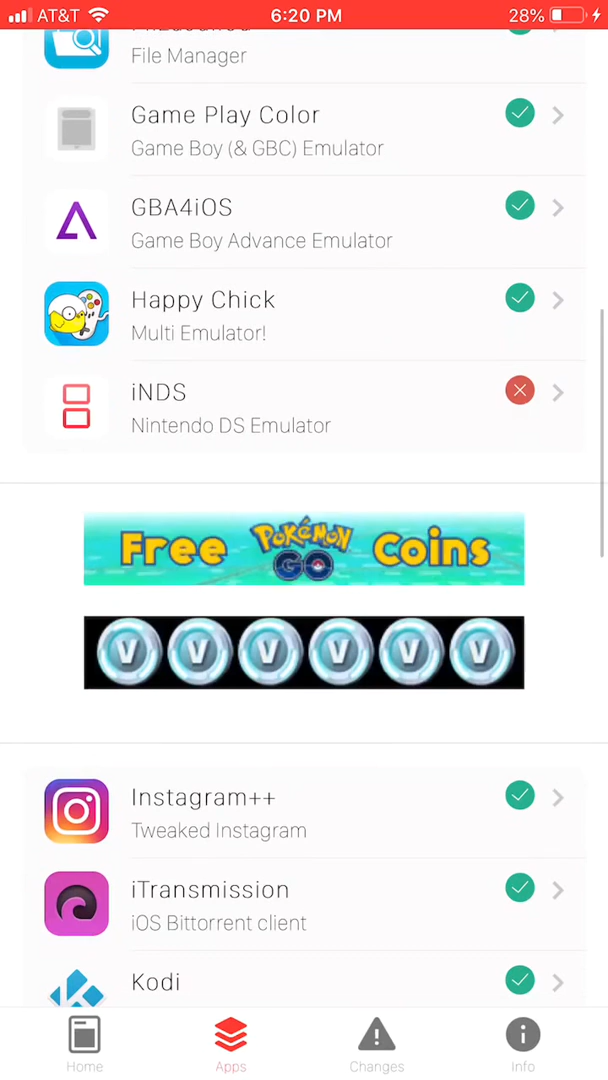 AT&T 6:20 PM 28%
File Manager
Game Play Color
Game Boy (& GBC) Emulator
GBA4iOS
Game Boy Advance Emulator
Happy Chick
Multi Emulator!
iNDS
Nintendo DS Emulator
Free POKéMON GO Coins
V V V V V V
Instagram++
Tweaked Instagram
iTransmission
iOS Bittorrent client
Kodi
Home Apps Changes Info